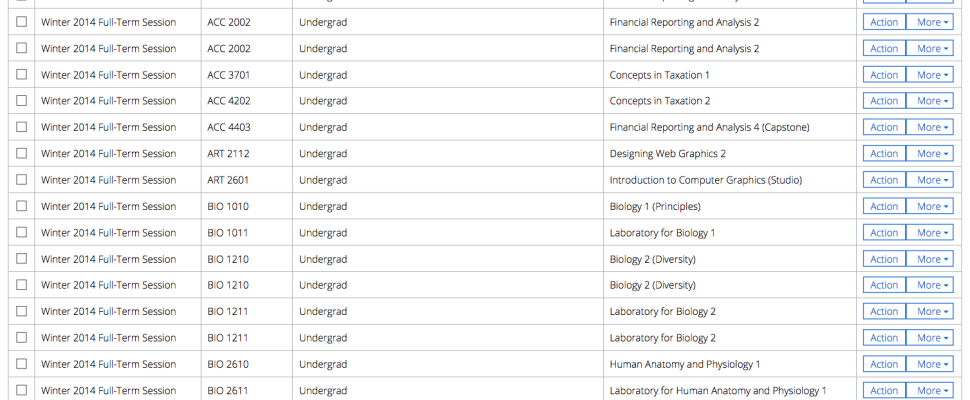 Winter 2014 Full-Term Session ACC 2002 Undergrad Financial Reporting and Analysis 2 Action More
Winter 2014 Full-Term Session ACC 2002 Undergrad Financial Reporting and Analysis 2 Action More
Winter 2014 Full-Term Session ACC 3701 Undergrad Concepts in Taxation 1 Action More
Winter 2014 Full-Term Session ACC 4202 Undergrad Concepts in Taxation 2 Action More
Winter 2014 Full-Term Session ACC 4403 Undergrad Financial Reporting and Analysis 4 (Capstone) Action More
Winter 2014 Full-Term Session ART 2112 Undergrad Designing Web Graphics 2 Action More
Winter 2014 Full-Term Session ART 2601 Undergrad Introduction to Computer Graphics (Studio) Action More
Winter 2014 Full-Term Session BIO 1010 Undergrad Biology 1 (Principles) Action More
Winter 2014 Full-Term Session BIO 1011 Undergrad Laboratory for Biology 1 Action More
Winter 2014 Full-Term Session BIO 1210 Undergrad Biology 2 (Diversity) Action More
Winter 2014 Full-Term Session BIO 1210 Undergrad Biology 2 (Diversity) Action More
Winter 2014 Full-Term Session BIO 1211 Undergrad Laboratory for Biology 2 Action More
Winter 2014 Full-Term Session BIO 1211 Undergrad Laboratory for Biology 2 Action More
Winter 2014 Full-Term Session BIO 2610 Undergrad Human Anatomy and Physiology 1 Action More
Winter 2014 Full-Term Session BIO 2611 Undergrad Laboratory for Human Anatomy and Physiology 1 Action More